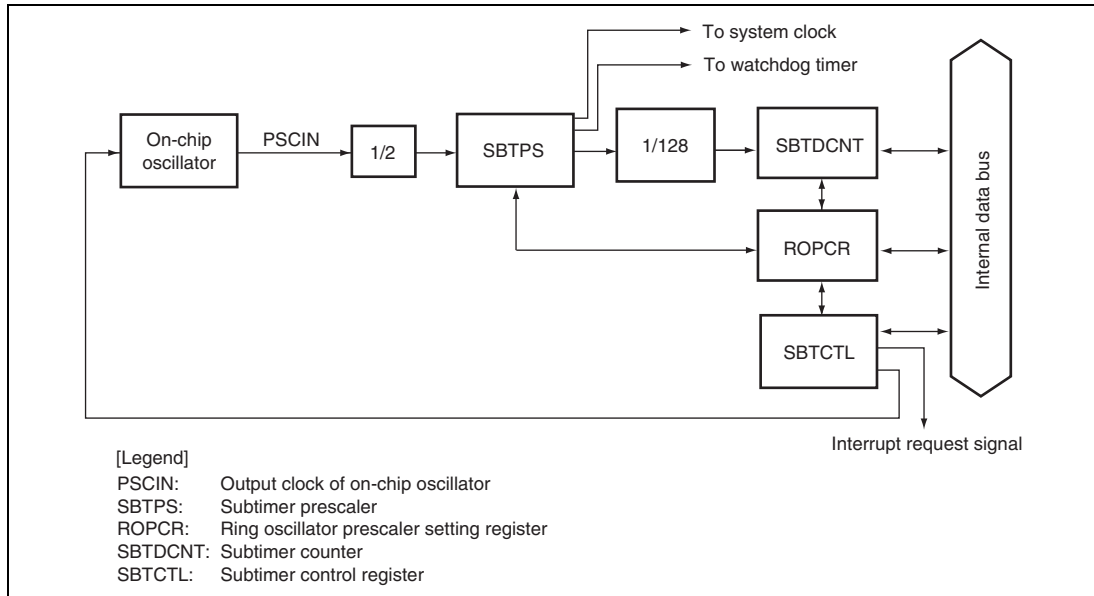 To system clock
To watchdog timer
On-chip
oscillator
PSCIN
1/2
SBTPS
1/128
SBTDCNT
ROPCR
SBTCTL
Internal data bus
Interrupt request signal
[Legend]
PSCIN: Output clock of on-chip oscillator
SBTPS: Subtimer prescaler
ROPCR: Ring oscillator prescaler setting register
SBTDCNT: Subtimer counter
SBTCTL: Subtimer control register